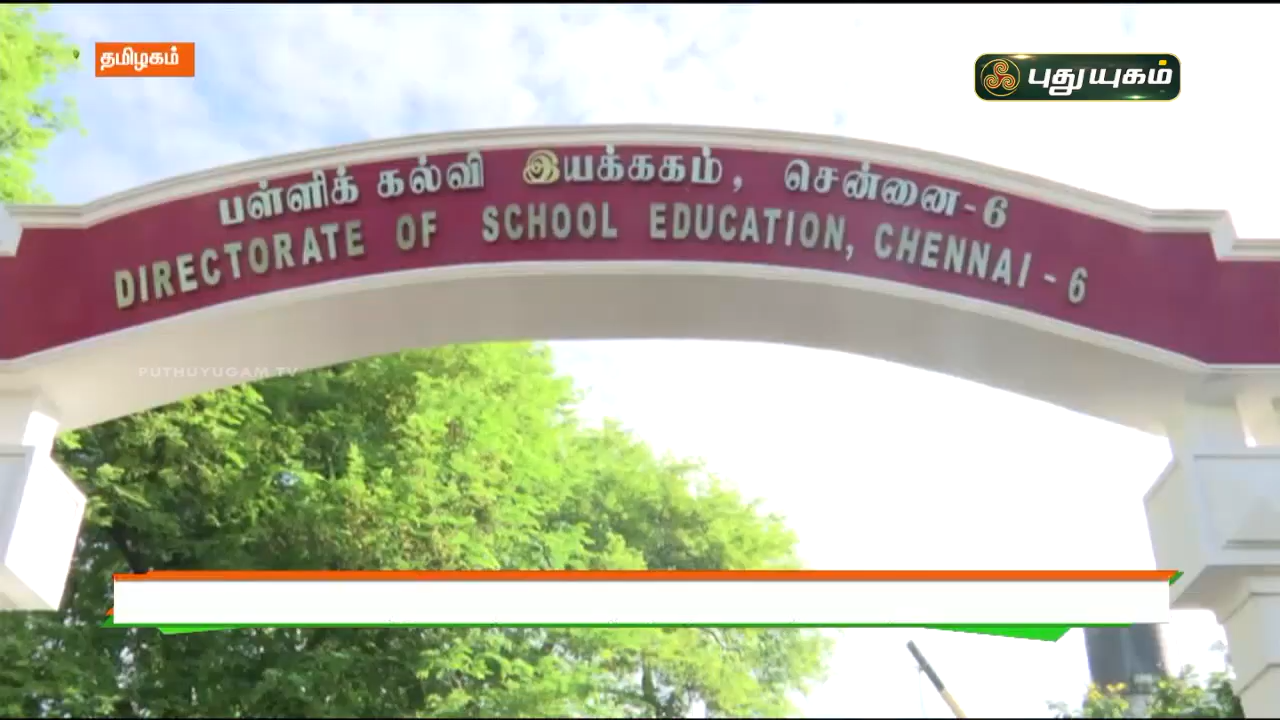 தமிழகம்
புதுயுகம்
பள்ளிக் கல்வி இயக்ககம், சென்னை-6
DIRECTORATE OF SCHOOL EDUCATION, CHENNAI - 6
PUTHUYUGAM TV